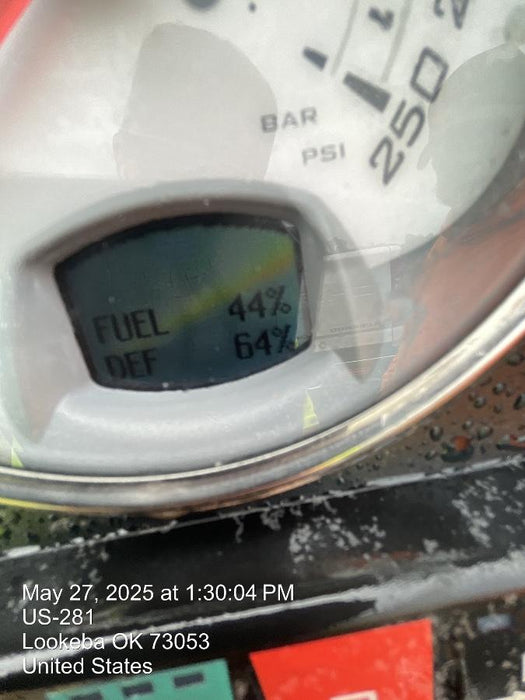 BAR
PSI
250
FUEL 44%
DEF 64%
May 27, 2025 at 1:30:04 PM
US-281
Lookeba OK 73053
United States